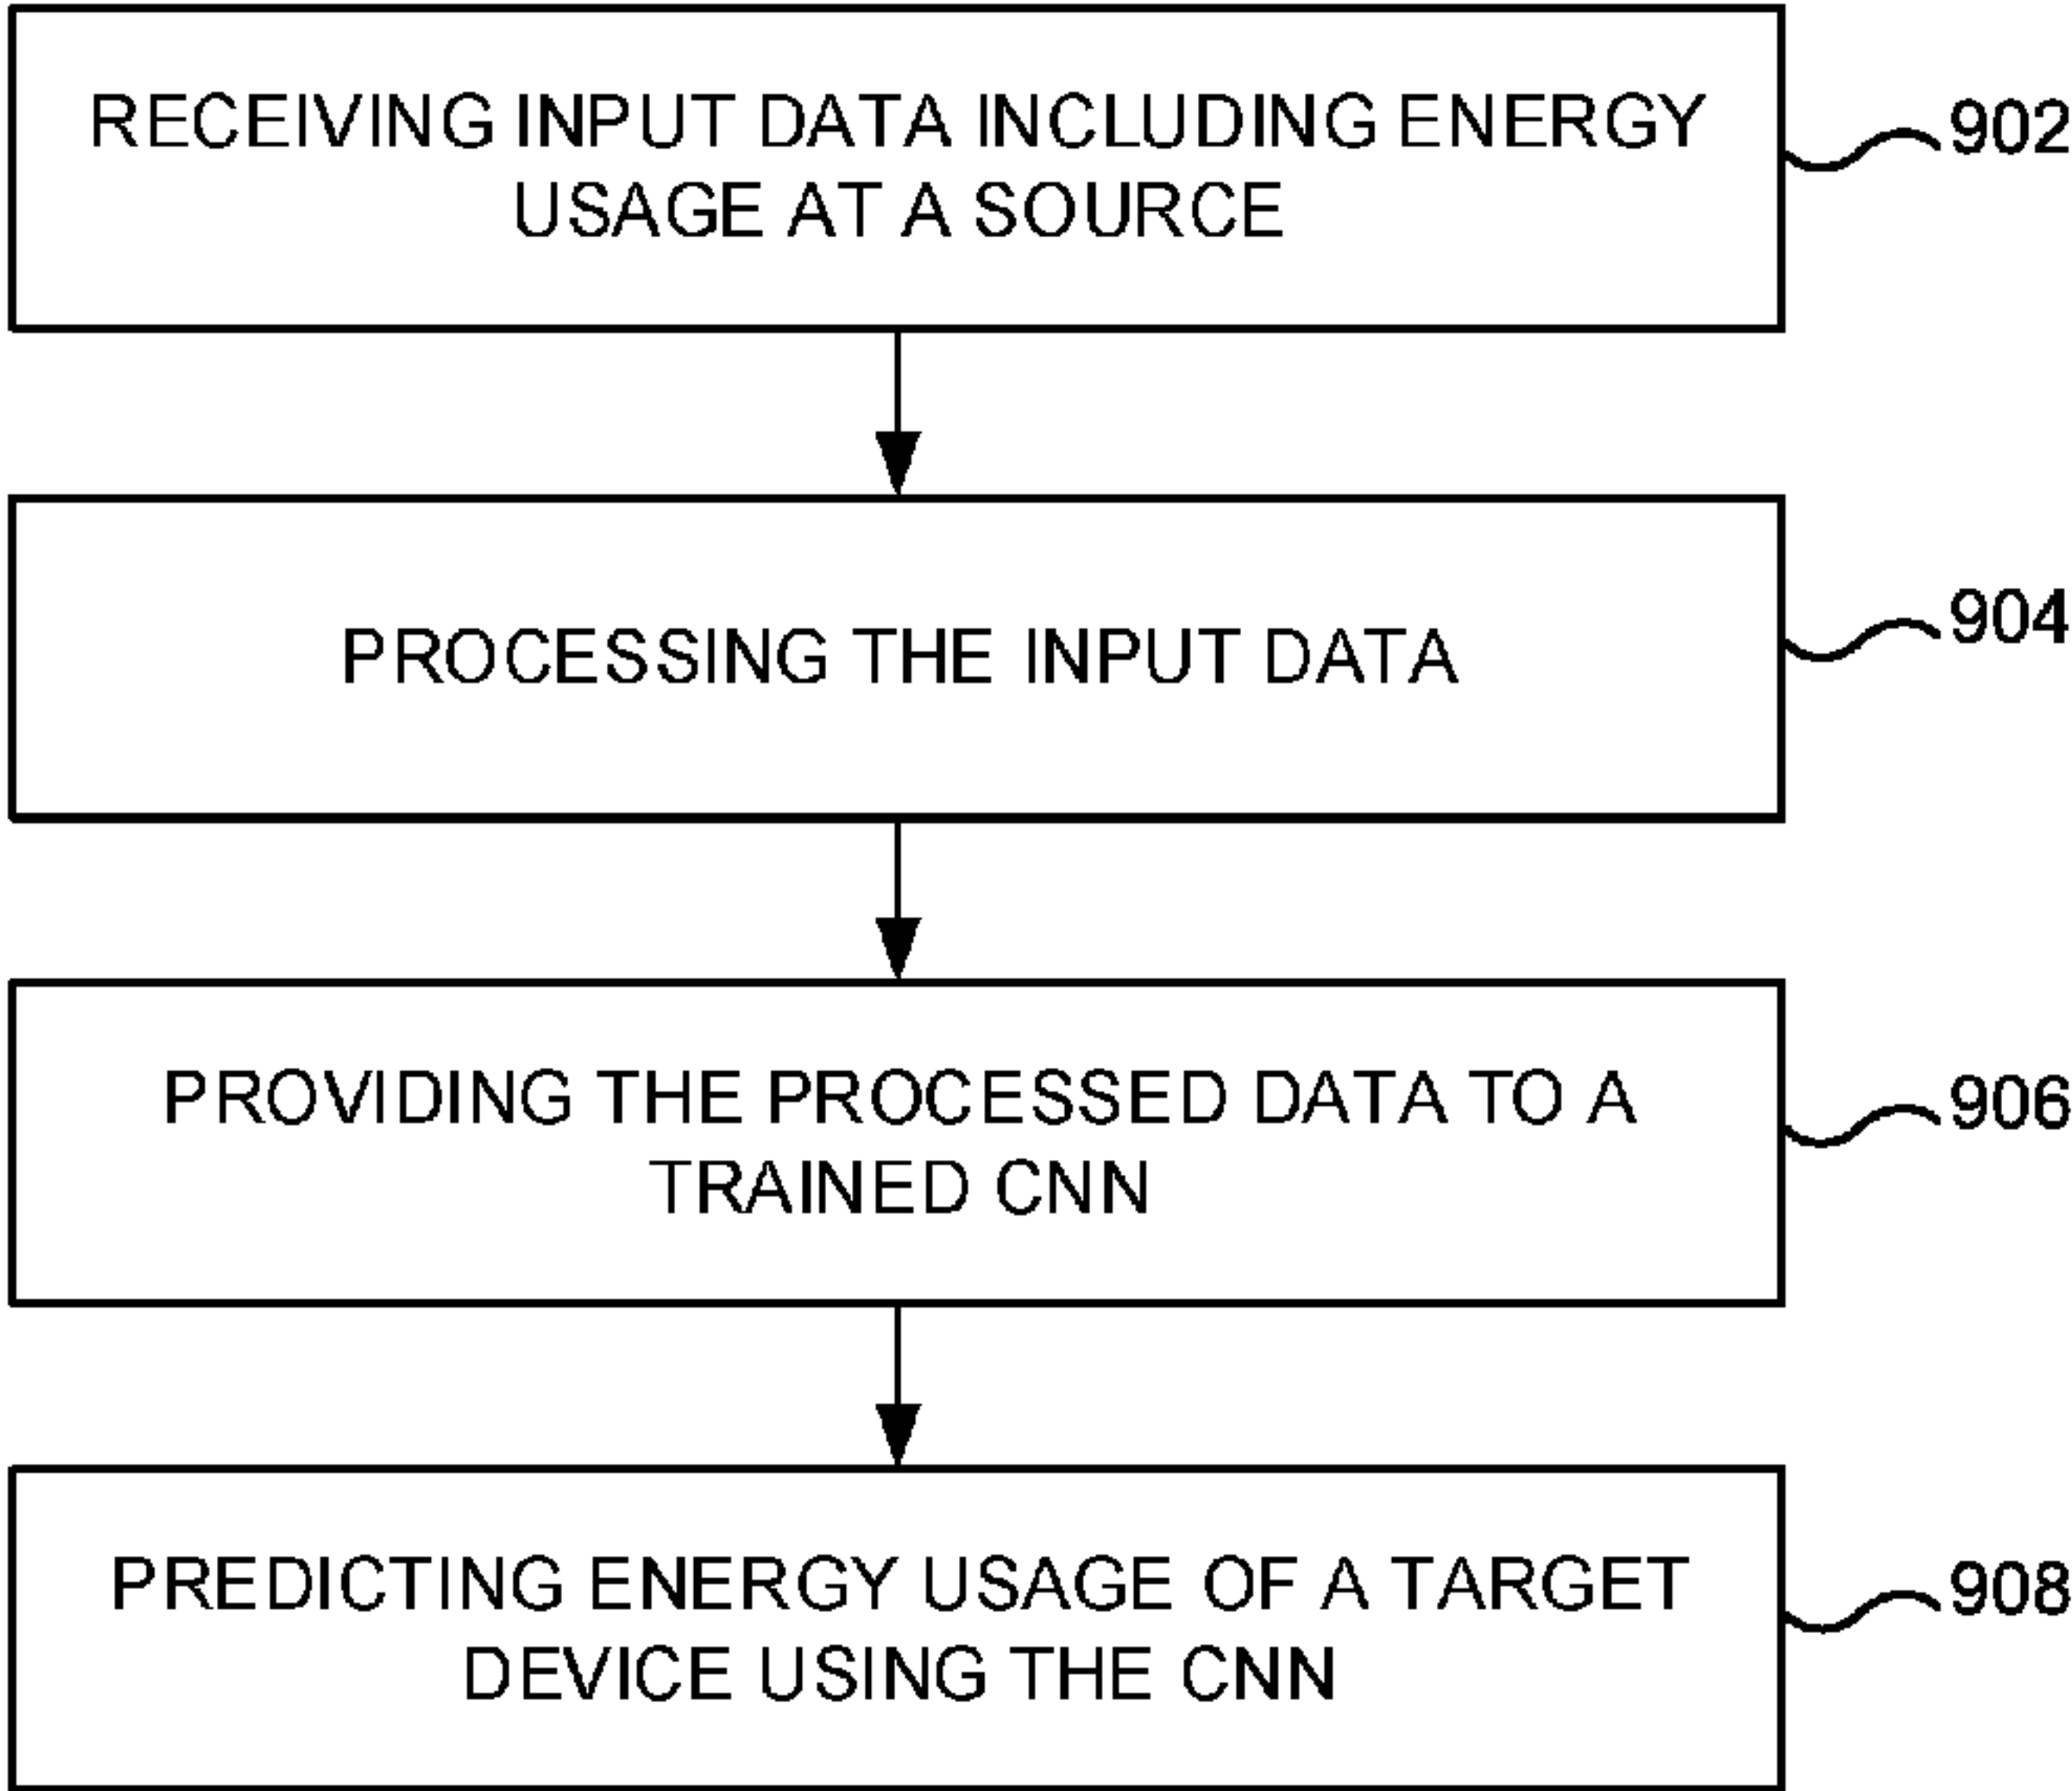 RECEIVING INPUT DATA INCLUDING ENERGY
USAGE AT A SOURCE
902
PROCESSING THE INPUT DATA
904
PROVIDING THE PROCESSED DATA TO A
TRAINED CNN
906
PREDICTING ENERGY USAGE OF A TARGET
DEVICE USING THE CNN
908